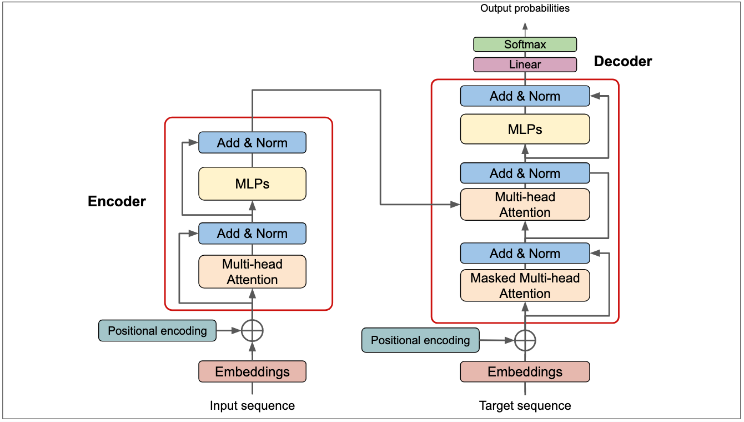 Output probabilities
Softmax
Linear
Decoder
Add & Norm
MLPs
Add & Norm
Multi-head
Attention
Add & Norm
Masked Multi-head
Attention
Positional encoding
Embeddings
Target sequence
Encoder
Add & Norm
MLPs
Add & Norm
Multi-head
Attention
Positional encoding
Embeddings
Input sequence